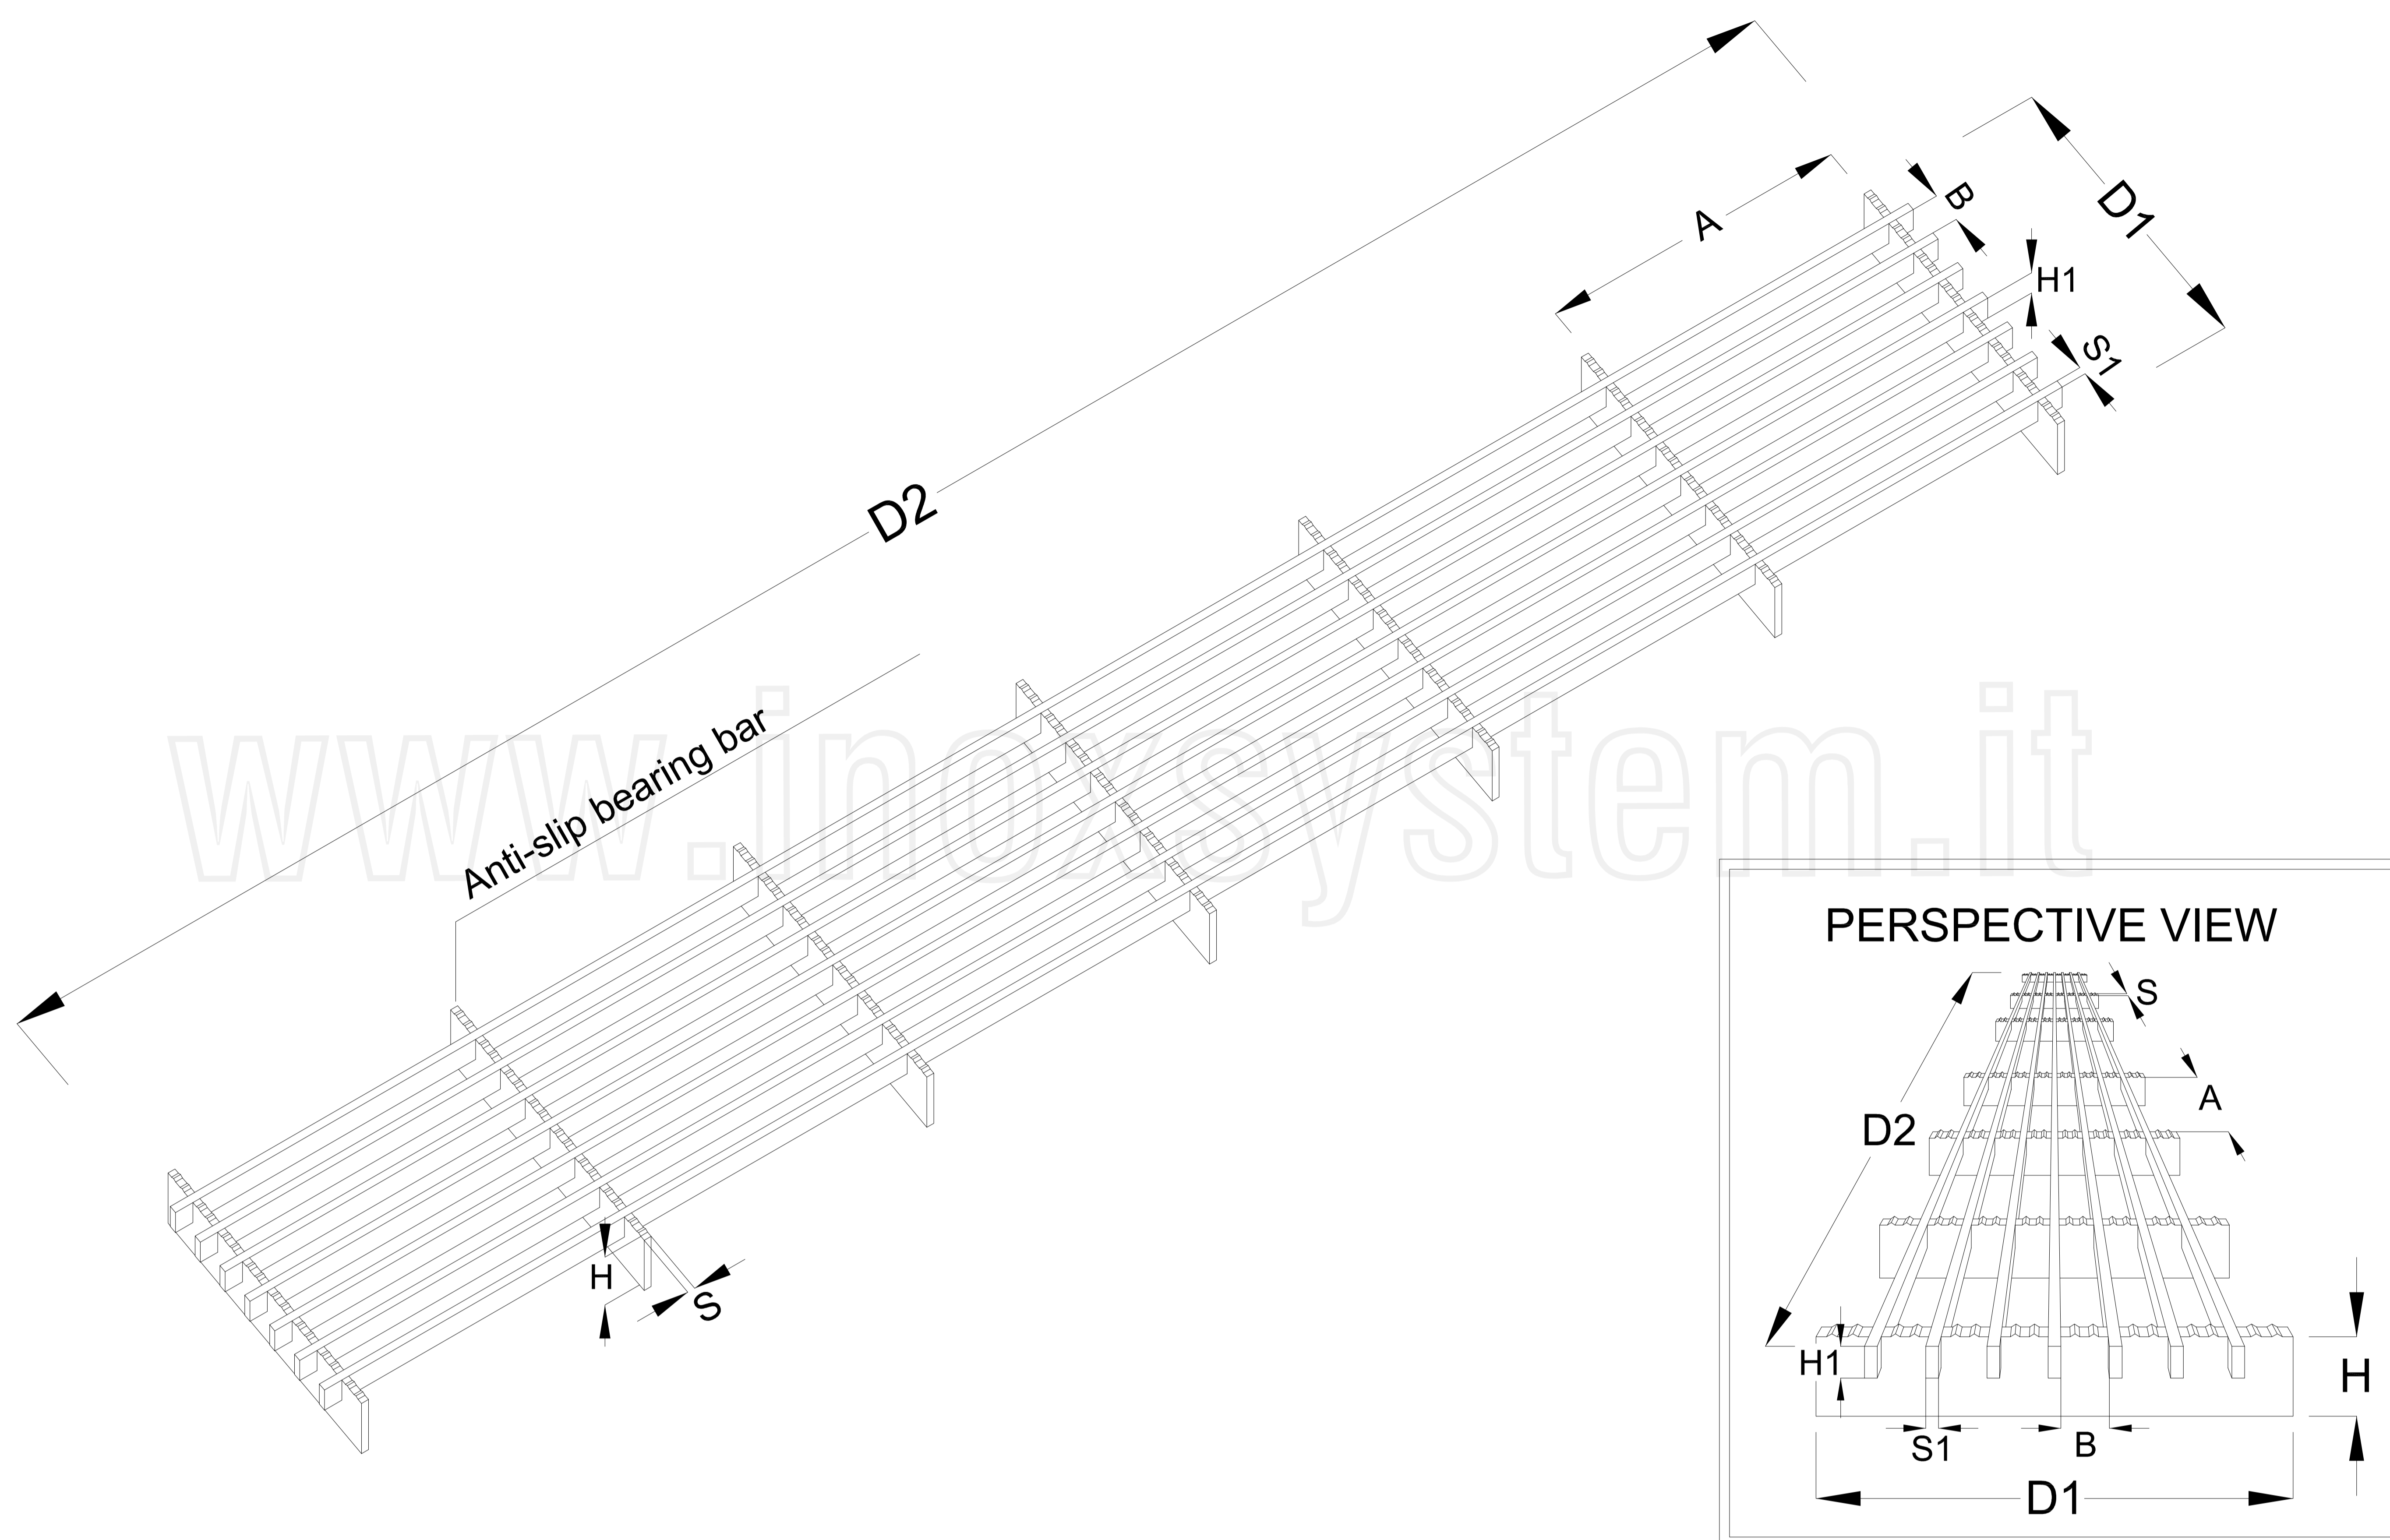 D2
A
B
D1
H1
S1
Anti-slip bearing bar
H
S
www.inoxsystem.it
PERSPECTIVE VIEW
S
A
D2
H1
H
S1
B
D1